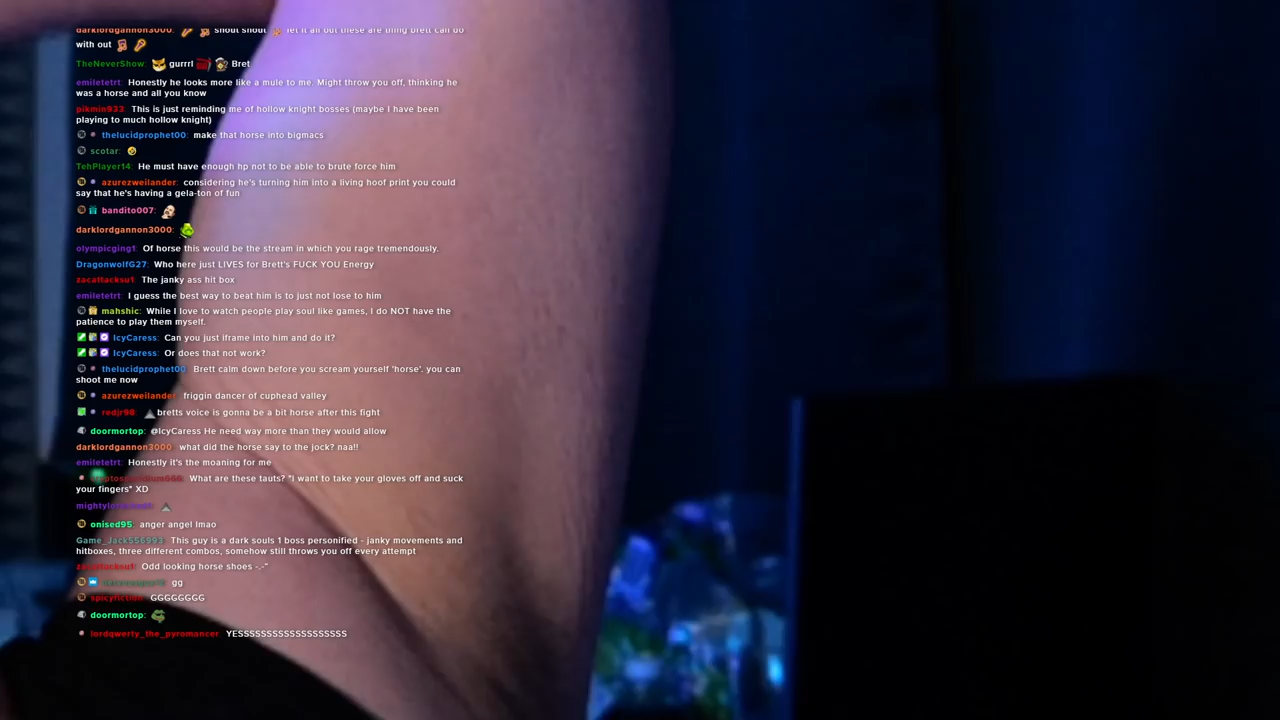 darklordgannon3000: shout shout let it all out these are thing brett can do
with out
TheNeverShow: gurrrl Bret
emiletetrt: Honestly he looks more like a mule to me. Might throw you off, thinking he
was a horse and all you know
pikmin933: This is just reminding me of hollow knight bosses (maybe I have been
playing to much hollow knight)
thelucidprophet00: make that horse into bigmacs
scotar:
TehPlayer14: He must have enough hp not to be able to brute force him
azurezweilander: considering he's turning him into a living hoof print you could
say that he's having a gela-ton of fun
bandito007:
darklordgannon3000:
olympicging1: Of horse this would be the stream in which you rage tremendously.
DragonwolfG27: Who here just LIVES for Brett's FUCK YOU Energy
zacattacksu1: The janky ass hit box
emiletetrt: I guess the best way to beat him is to just not lose to him
mahshic: While I love to watch people play soul like games, I do NOT have the
patience to play them myself.
IcyCaress: Can you just iframe into him and do it?
IcyCaress: Or does that not work?
thelucidprophet00: Brett calm down before you scream yourself 'horse'. you can
shoot me now
azurezweilander: friggin dancer of cuphead valley
redjr98: bretts voice is gonna be a bit horse after this fight
doormortop: @IcyCaress He need way more than they would allow
darklordgannon3000: what did the horse say to the jock? naa!!
emiletetrt: Honestly it's the moaning for me
What are these tauts? "I want to take your gloves off and suck
your fingers" XD
onised95: anger angel lmao
Game_Jack556993: This guy is a dark souls 1 boss personified - janky movements and
hitboxes, three different combos, somehow still throws you off every attempt
zacattacksu1: Odd looking horse shoes -.-"
gg
spicyfiction: GGGGGGGG
doormortop:
lordqwerty_the_pyromancer: YESSSSSSSSSSSSSSSSSS